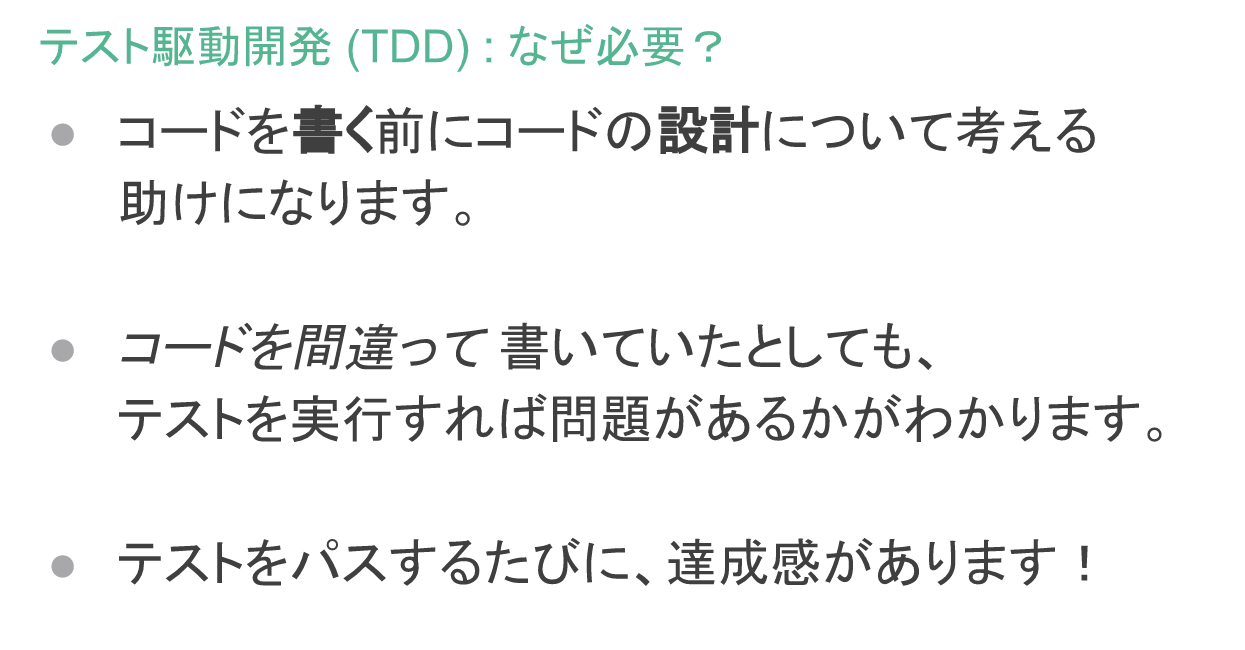 テスト駆動開発 (TDD) : なぜ必要？
● コードを書く前にコードの設計について考える
助けになります。
● コードを間違って 書いていたとしても、
テストを実行すれば問題があるかがわかります。
● テストをパスするたびに、達成感があります！